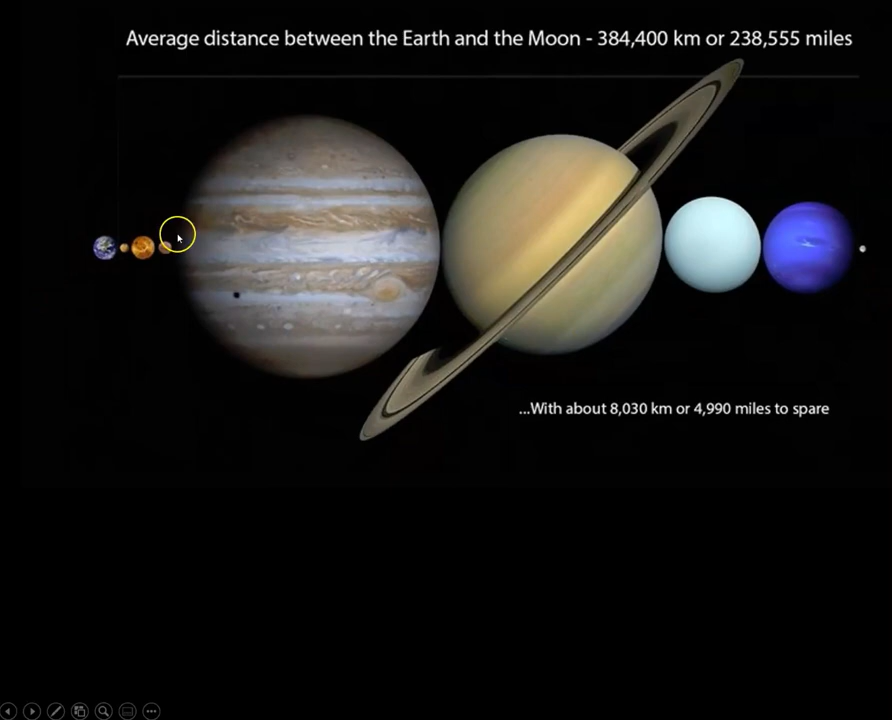 Average distance between the Earth and the Moon - 384,400 km or 238,555 miles
...With about 8,030 km or 4,990 miles to spare